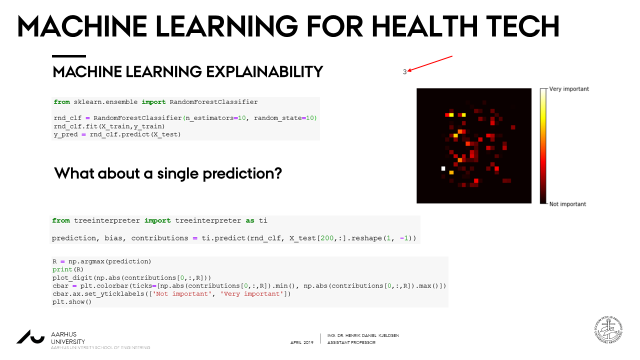 MACHINE LEARNING FOR HEALTH TECH
MACHINE LEARNING EXPLAINABILITY
from sklearn.ensemble import RandomForestClassifier
rnd_clf = RandomForestClassifier(n_estimators=10, random_state=10)
rnd_clf.fit(X_train,y_train)
y_pred = rnd_clf.predict(X_test)
3
Very important
Not important
What about a single prediction?
from treeinterpreter import treeinterpreter as ti
prediction, bias, contributions = ti.predict(rnd_clf, X_test[200,:].reshape(1, -1))
R = np.argmax(prediction)
print(R)
plot_digit(np.abs(contributions[0,:,R]))
cbar = plt.colorbar(ticks=[np.abs(contributions[0,:,R]).min(), np.abs(contributions[0,:,R]).max()])
cbar.ax.set_yticklabels(['Not important', 'Very important'])
plt.show()
AARHUS
UNIVERSITY
APRIL 2019
ASSISTANT PROFESSOR